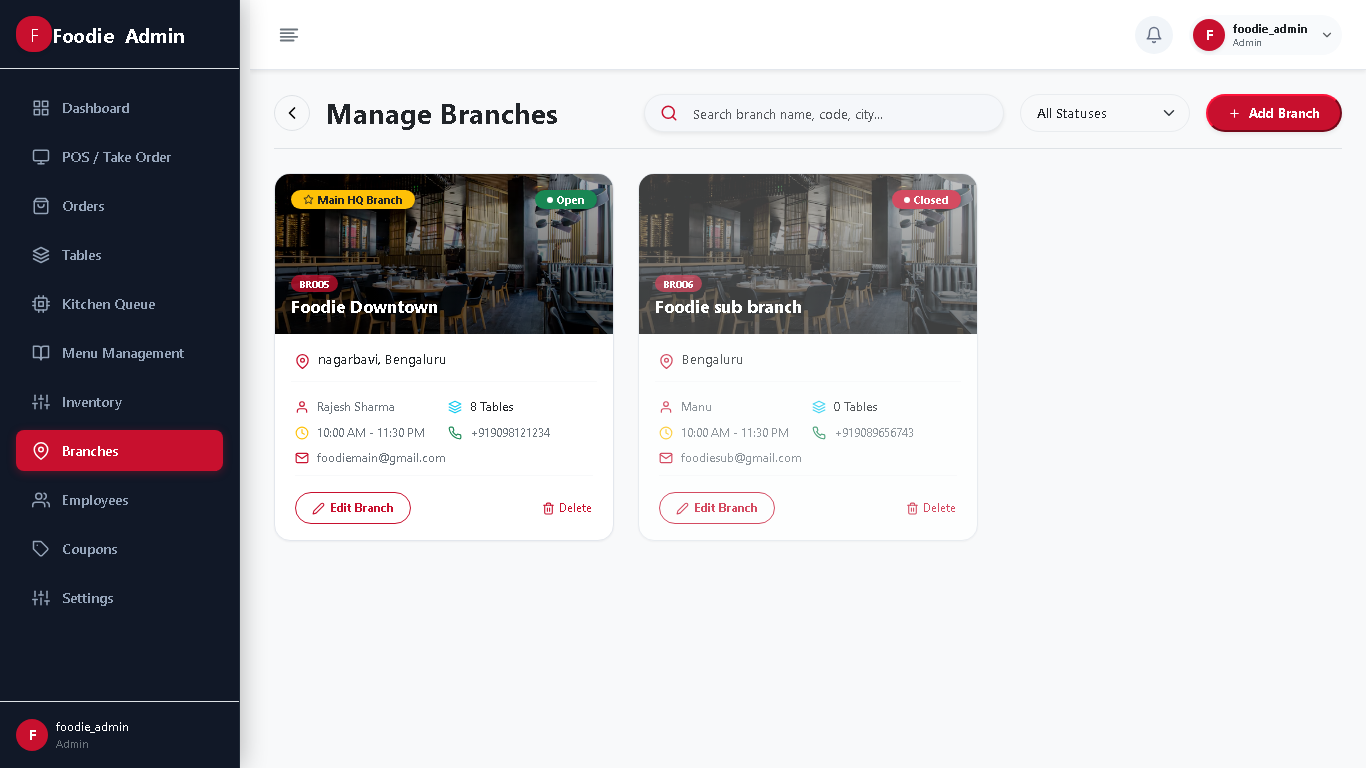 F Foodie Admin
Dashboard
POS / Take Order
Orders
Tables
Kitchen Queue
Menu Management
Inventory
Branches
Employees
Coupons
Settings
F foodie_admin
Admin
F foodie_admin
Admin
Manage Branches
Search branch name, code, city...
All Statuses
+ Add Branch
Main HQ Branch
Open
BR005
Foodie Downtown
nagarbavi, Bengaluru
Rajesh Sharma
8 Tables
10:00 AM - 11:30 PM
+919098121234
foodiemain@gmail.com
Edit Branch
Delete
Closed
BR006
Foodie sub branch
Bengaluru
Manu
0 Tables
10:00 AM - 11:30 PM
+919089656743
foodiesub@gmail.com
Edit Branch
Delete